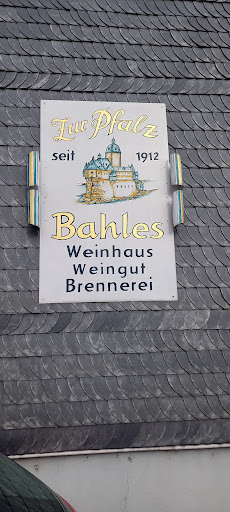 Zur Pfalz
seit 1912
Bahles
Weinhaus
Weingut
Brennerei